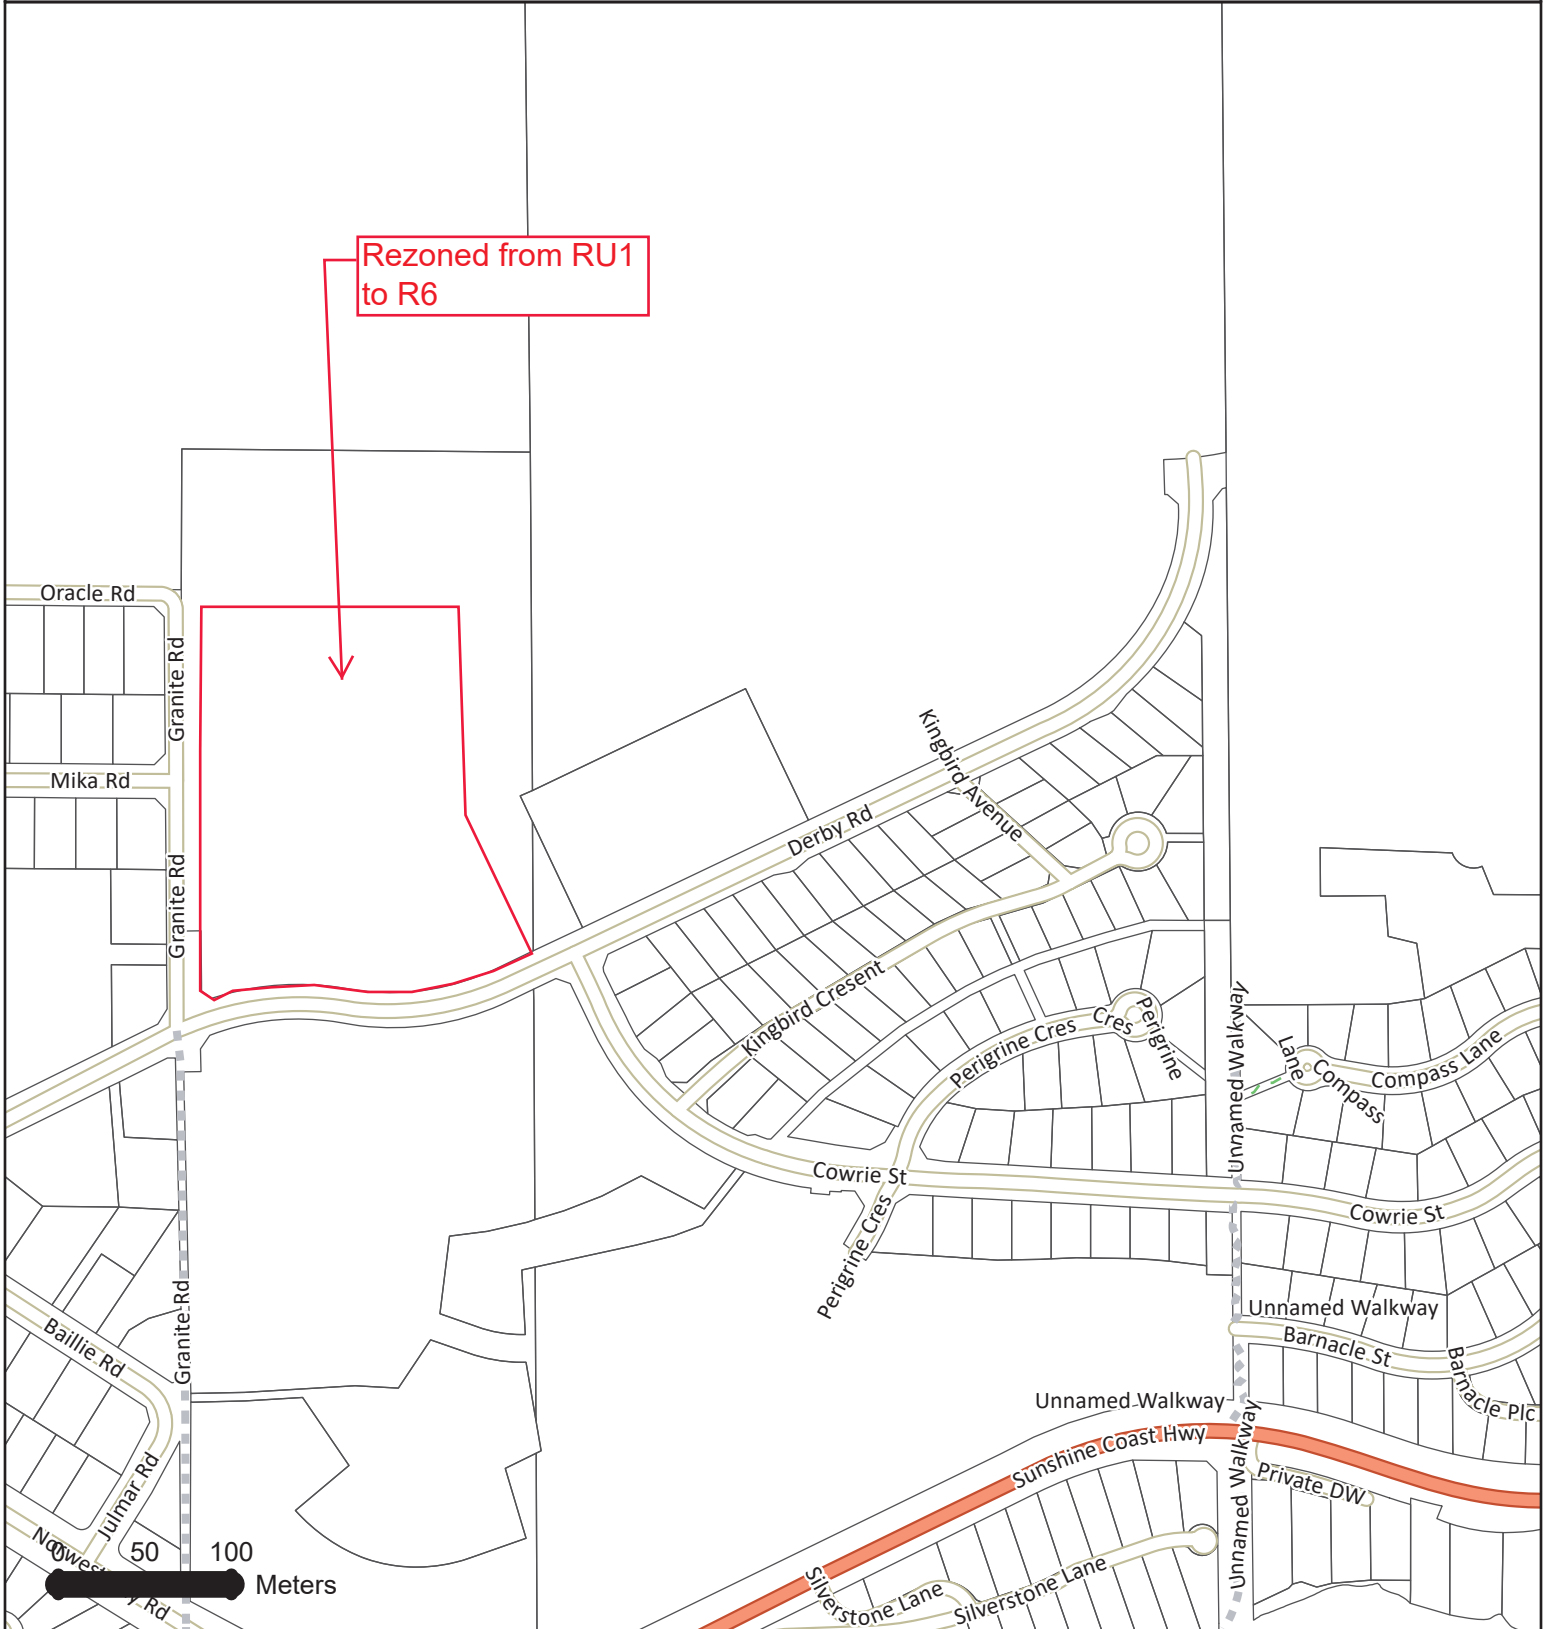 Rezoned from RU1
to R6
Oracle Rd
Granite Rd
Kingbird Avenue
Mika Rd
Derby Rd
Granite Rd
Kingbird Cresent
Perigrine Cres
Cres
Perigrine
Unnamed Walkway
Lane
Compass
Compass Lane
Cowrie St
Cowrie St
Perigrine Cres
Granite Rd
Unnamed Walkway
Baillie Rd
Barnacle St
Barnacle Plc
Unnamed Walkway
Sunshine Coast Hwy
Unnamed Walkway
Private DW
Julmar Rd
0 50 100
Meters
Silverstone Lane
Silverstone Lane